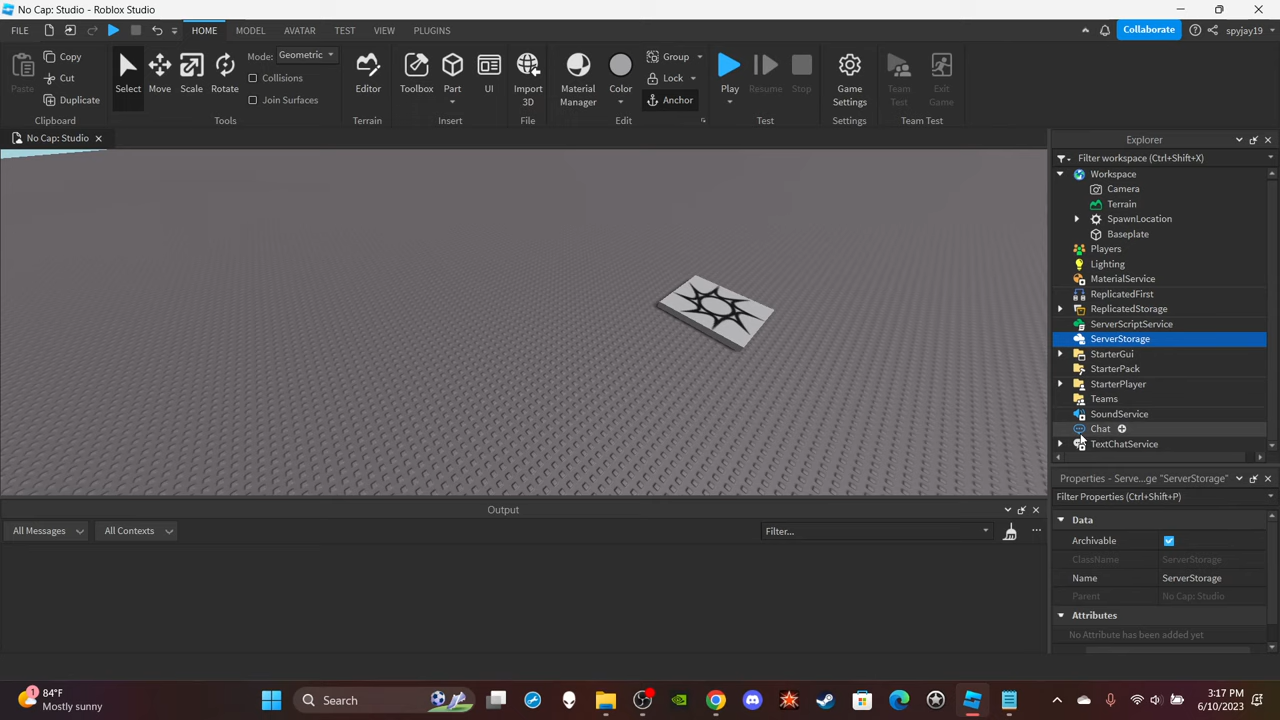 No Cap: Studio - Roblox Studio
FILE HOME MODEL AVATAR TEST VIEW PLUGINS Collaborate spyjay19
Paste Copy Cut Duplicate Clipboard
Select Move Scale Rotate Mode: Geometric Collisions Join Surfaces Tools
Editor Terrain
Toolbox Part UI Insert
Import 3D File
Material Manager Color Group Lock Anchor Edit
Play Resume Stop Test
Game Settings Settings
Team Test Exit Game Team Test
No Cap: Studio
Explorer
Filter workspace (Ctrl+Shift+X)
Workspace
Camera
Terrain
SpawnLocation
Baseplate
Players
Lighting
MaterialService
ReplicatedFirst
ReplicatedStorage
ServerScriptService
ServerStorage
StarterGui
StarterPack
StarterPlayer
Teams
SoundService
Chat
TextChatService
Properties - Serve...ge "ServerStorage"
Filter Properties (Ctrl+Shift+P)
Data
Archivable
ClassName ServerStorage
Name ServerStorage
Parent No Cap: Studio
Attributes
No Attribute has been added yet
Output
All Messages All Contexts Filter...
1 84°F
Mostly sunny
Search
3:17 PM
6/10/2023